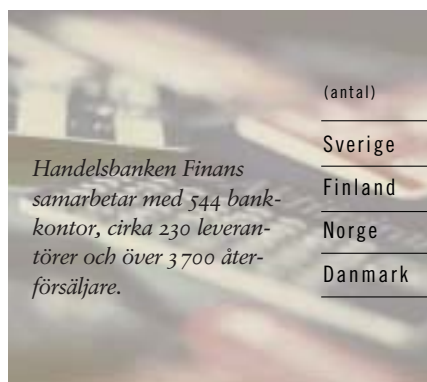 Handelsbanken Finans
samarbetar med 544 bank-
kontor, cirka 230 leveran-
törer och över 3 700 åter-
försäljare.
(antal)
Sverige
Finland
Norge
Danmark